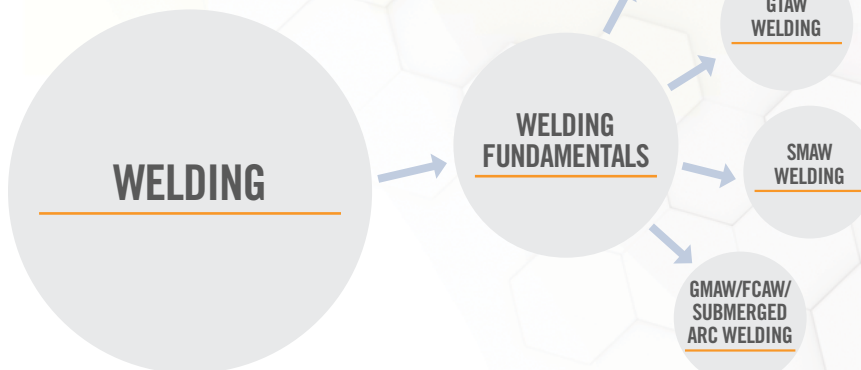 GTAW
WELDING
WELDING
FUNDAMENTALS
SMAW
WELDING
WELDING
GMAW/FCAW/
SUBMERGED
ARC WELDING